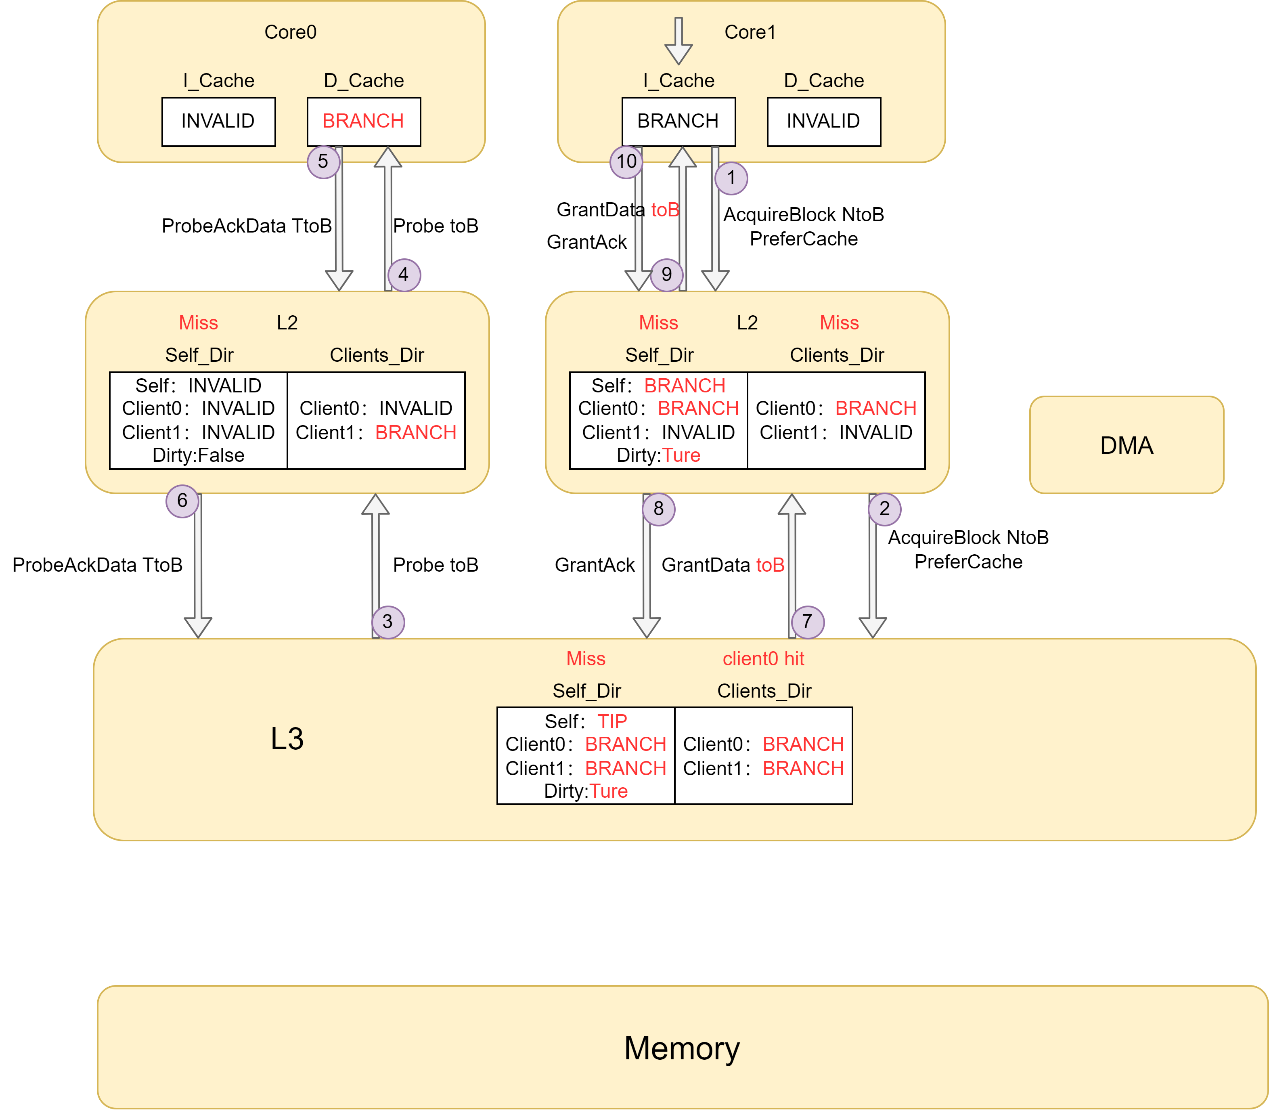 Core0
I_Cache
D_Cache
INVALID
BRANCH
Core1
I_Cache
D_Cache
BRANCH
INVALID
5
10
1
ProbeAckData TtoB
Probe toB
GrantData toB
GrantAck
AcquireBlock NtoB
PreferCache
4
9
Miss
L2
Self_Dir
Clients_Dir
Self: INVALID
Client0: INVALID
Client1: INVALID
Dirty:False
Client0: INVALID
Client1: BRANCH
Miss
L2
Miss
Self_Dir
Clients_Dir
Self: BRANCH
Client0: BRANCH
Client1: INVALID
Dirty:Ture
Client0: BRANCH
Client1: INVALID
DMA
6
8
2
ProbeAckData TtoB
Probe toB
GrantAck
GrantData toB
AcquireBlock NtoB
PreferCache
3
7
L3
Miss
client0 hit
Self_Dir
Clients_Dir
Self: TIP
Client0: BRANCH
Client1: BRANCH
Dirty:Ture
Client0: BRANCH
Client1: BRANCH
Memory